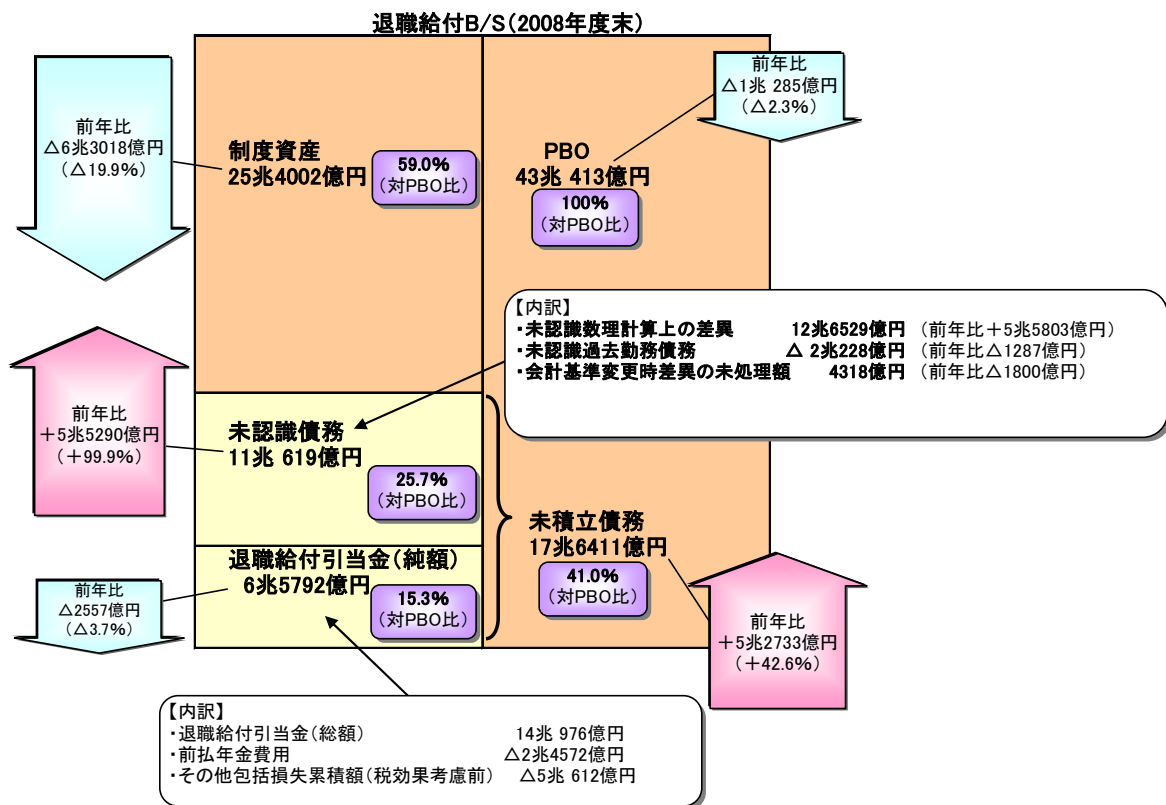 退職給付B/S(2008年度末)
前年比
△6兆3018億円
(△19.9%)
制度資産
25兆4002億円
59.0%
(対PBO比)
PBO
43兆 413億円
100%
(対PBO比)
前年比
△1兆 285億円
(△2.3%)
【内訳】
・未認識数理計算上の差異 12兆6529億円 (前年比+5兆5803億円)
・未認識過去勤務債務 △ 2兆228億円 (前年比△1287億円)
・会計基準変更時差異の未処理額 4318億円 (前年比△1800億円)
前年比
+5兆5290億円
(+99.9%)
未認識債務
11兆 619億円
25.7%
(対PBO比)
未積立債務
17兆6411億円
41.0%
(対PBO比)
前年比
+5兆2733億円
(+42.6%)
退職給付引当金(純額)
6兆5792億円
15.3%
(対PBO比)
前年比
△2557億円
(△3.7%)
【内訳】
・退職給付引当金(総額) 14兆 976億円
・前払年金費用 △2兆4572億円
・その他包括損失累積額(税効果考慮前) △5兆 612億円